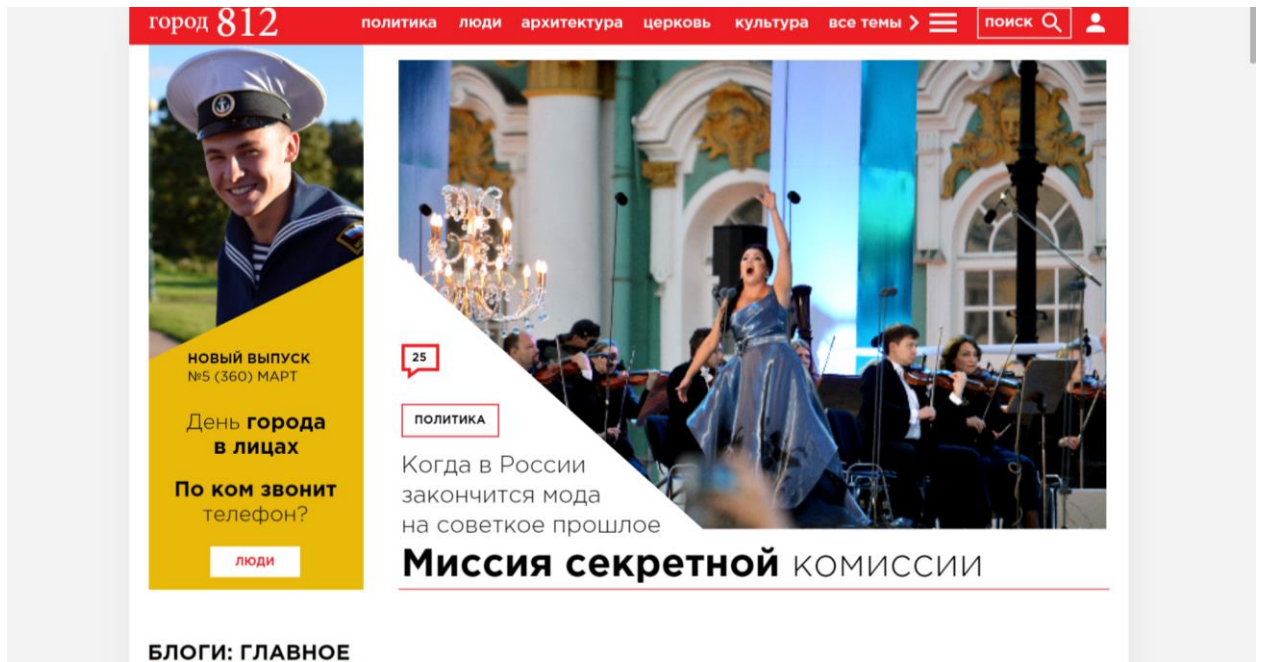 город 812
политика люди архитектура церковь культура все темы поиск
25
НОВЫЙ ВЫПУСК
№5 (360) МАРТ
День города
в лицах
По ком звонит
телефон?
ЛЮДИ
ПОЛИТИКА
Когда в России
закончится мода
на советкое прошлое
Миссия секретной комиссии
БЛОГИ: ГЛАВНОЕ